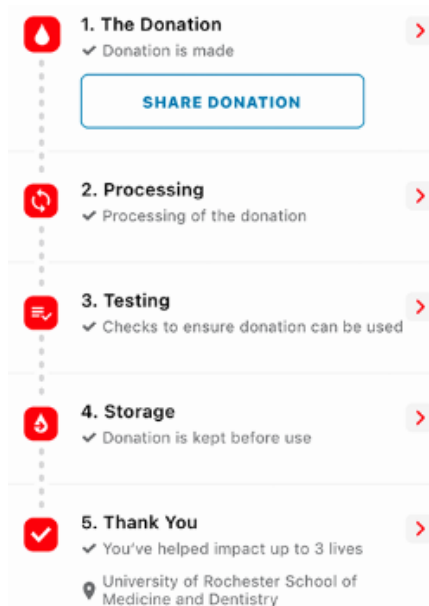 1. The Donation
Donation is made
SHARE DONATION
2. Processing
Processing of the donation
3. Testing
Checks to ensure donation can be used
4. Storage
Donation is kept before use
5. Thank You
You've helped impact up to 3 lives
University of Rochester School of
Medicine and Dentistry